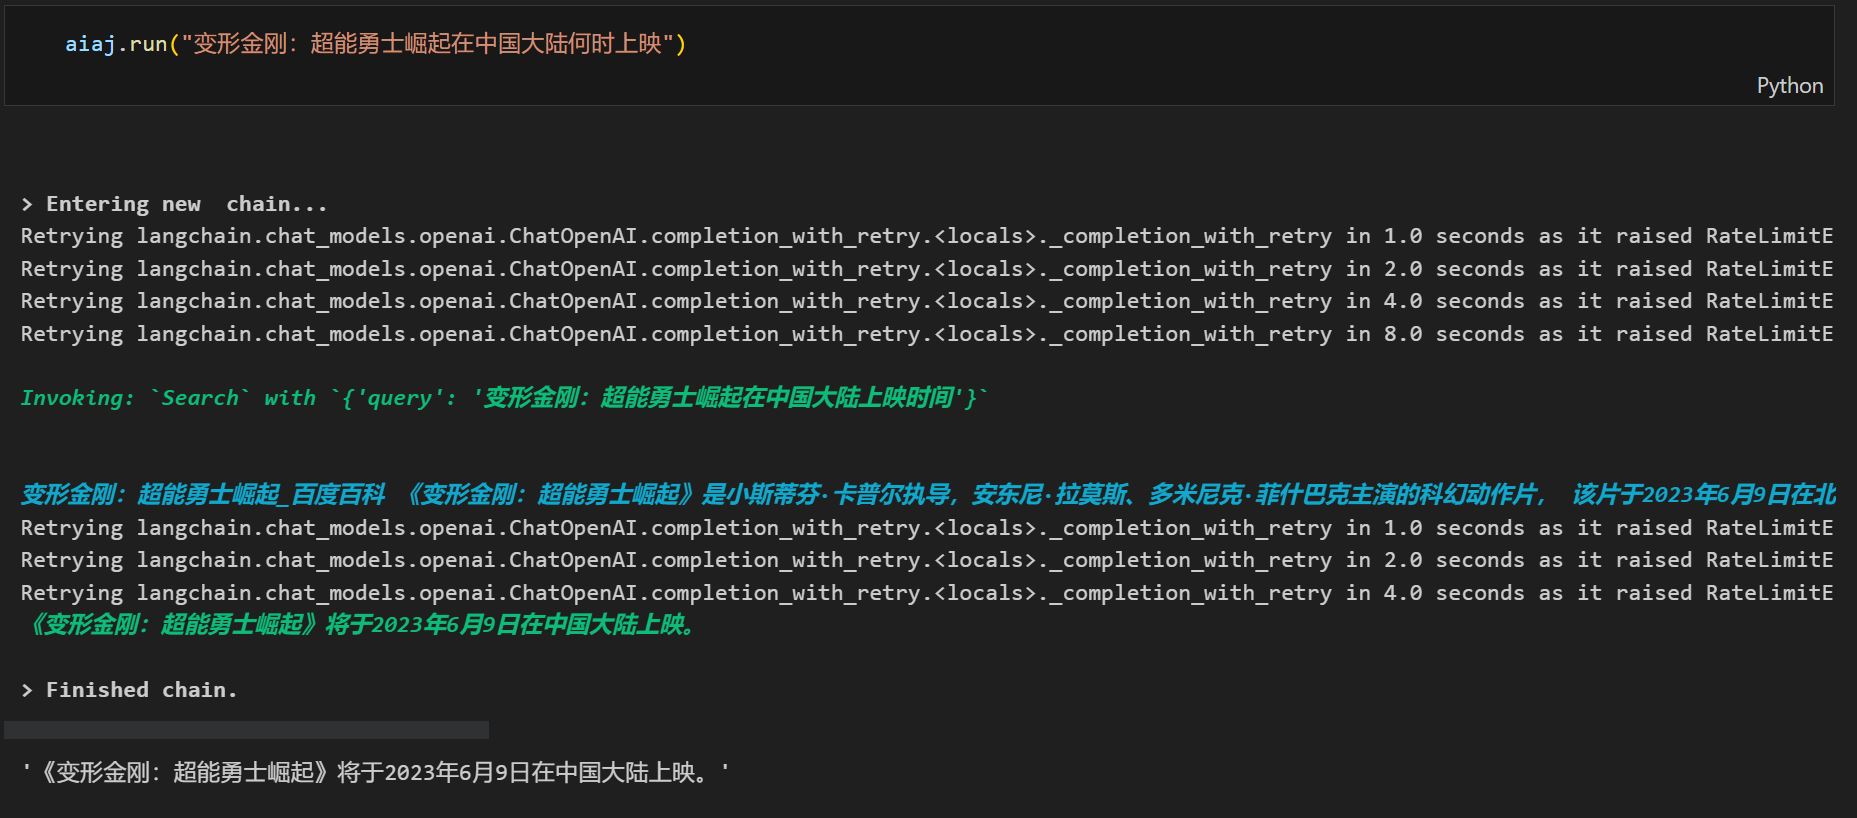 aiaj.run("变形金刚：超能勇士崛起在中国大陆何时上映")
Python
> Entering new  chain...
Retrying langchain.chat_models.openai.ChatOpenAI.completion_with_retry.<locals>._completion_with_retry in 1.0 seconds as it raised RateLimitE
Retrying langchain.chat_models.openai.ChatOpenAI.completion_with_retry.<locals>._completion_with_retry in 2.0 seconds as it raised RateLimitE
Retrying langchain.chat_models.openai.ChatOpenAI.completion_with_retry.<locals>._completion_with_retry in 4.0 seconds as it raised RateLimitE
Retrying langchain.chat_models.openai.ChatOpenAI.completion_with_retry.<locals>._completion_with_retry in 8.0 seconds as it raised RateLimitE
Invoking: `Search` with `{'query': '变形金刚：超能勇士崛起在中国大陆上映时间'}`
变形金刚：超能勇士崛起_百度百科 《变形金刚：超能勇士崛起》是小斯蒂芬·卡普尔执导，安东尼·拉莫斯、多米尼克·菲什巴克主演的科幻动作片， 该片于2023年6月9日在北
Retrying langchain.chat_models.openai.ChatOpenAI.completion_with_retry.<locals>._completion_with_retry in 1.0 seconds as it raised RateLimitE
Retrying langchain.chat_models.openai.ChatOpenAI.completion_with_retry.<locals>._completion_with_retry in 2.0 seconds as it raised RateLimitE
Retrying langchain.chat_models.openai.ChatOpenAI.completion_with_retry.<locals>._completion_with_retry in 4.0 seconds as it raised RateLimitE
《变形金刚：超能勇士崛起》将于2023年6月9日在中国大陆上映。
> Finished chain.
'《变形金刚：超能勇士崛起》将于2023年6月9日在中国大陆上映。'